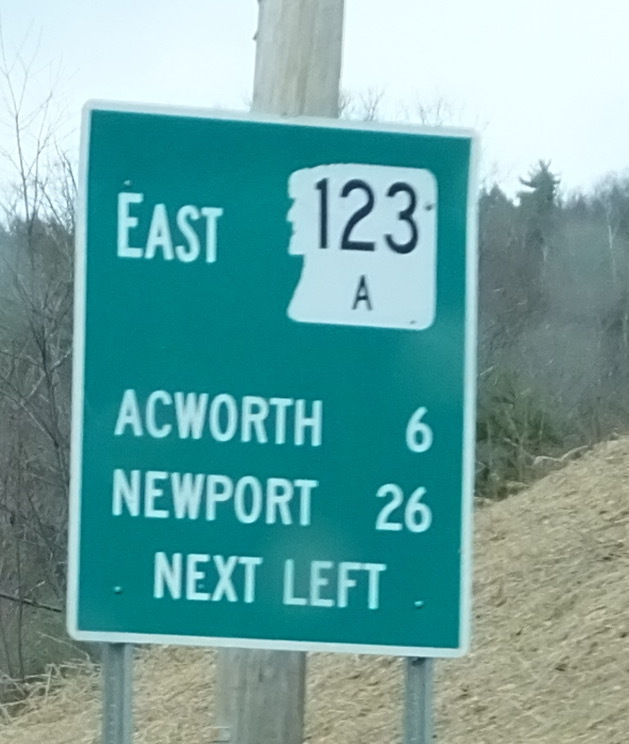 EAST 123
A
ACWORTH 6
NEWPORT 26
NEXT LEFT